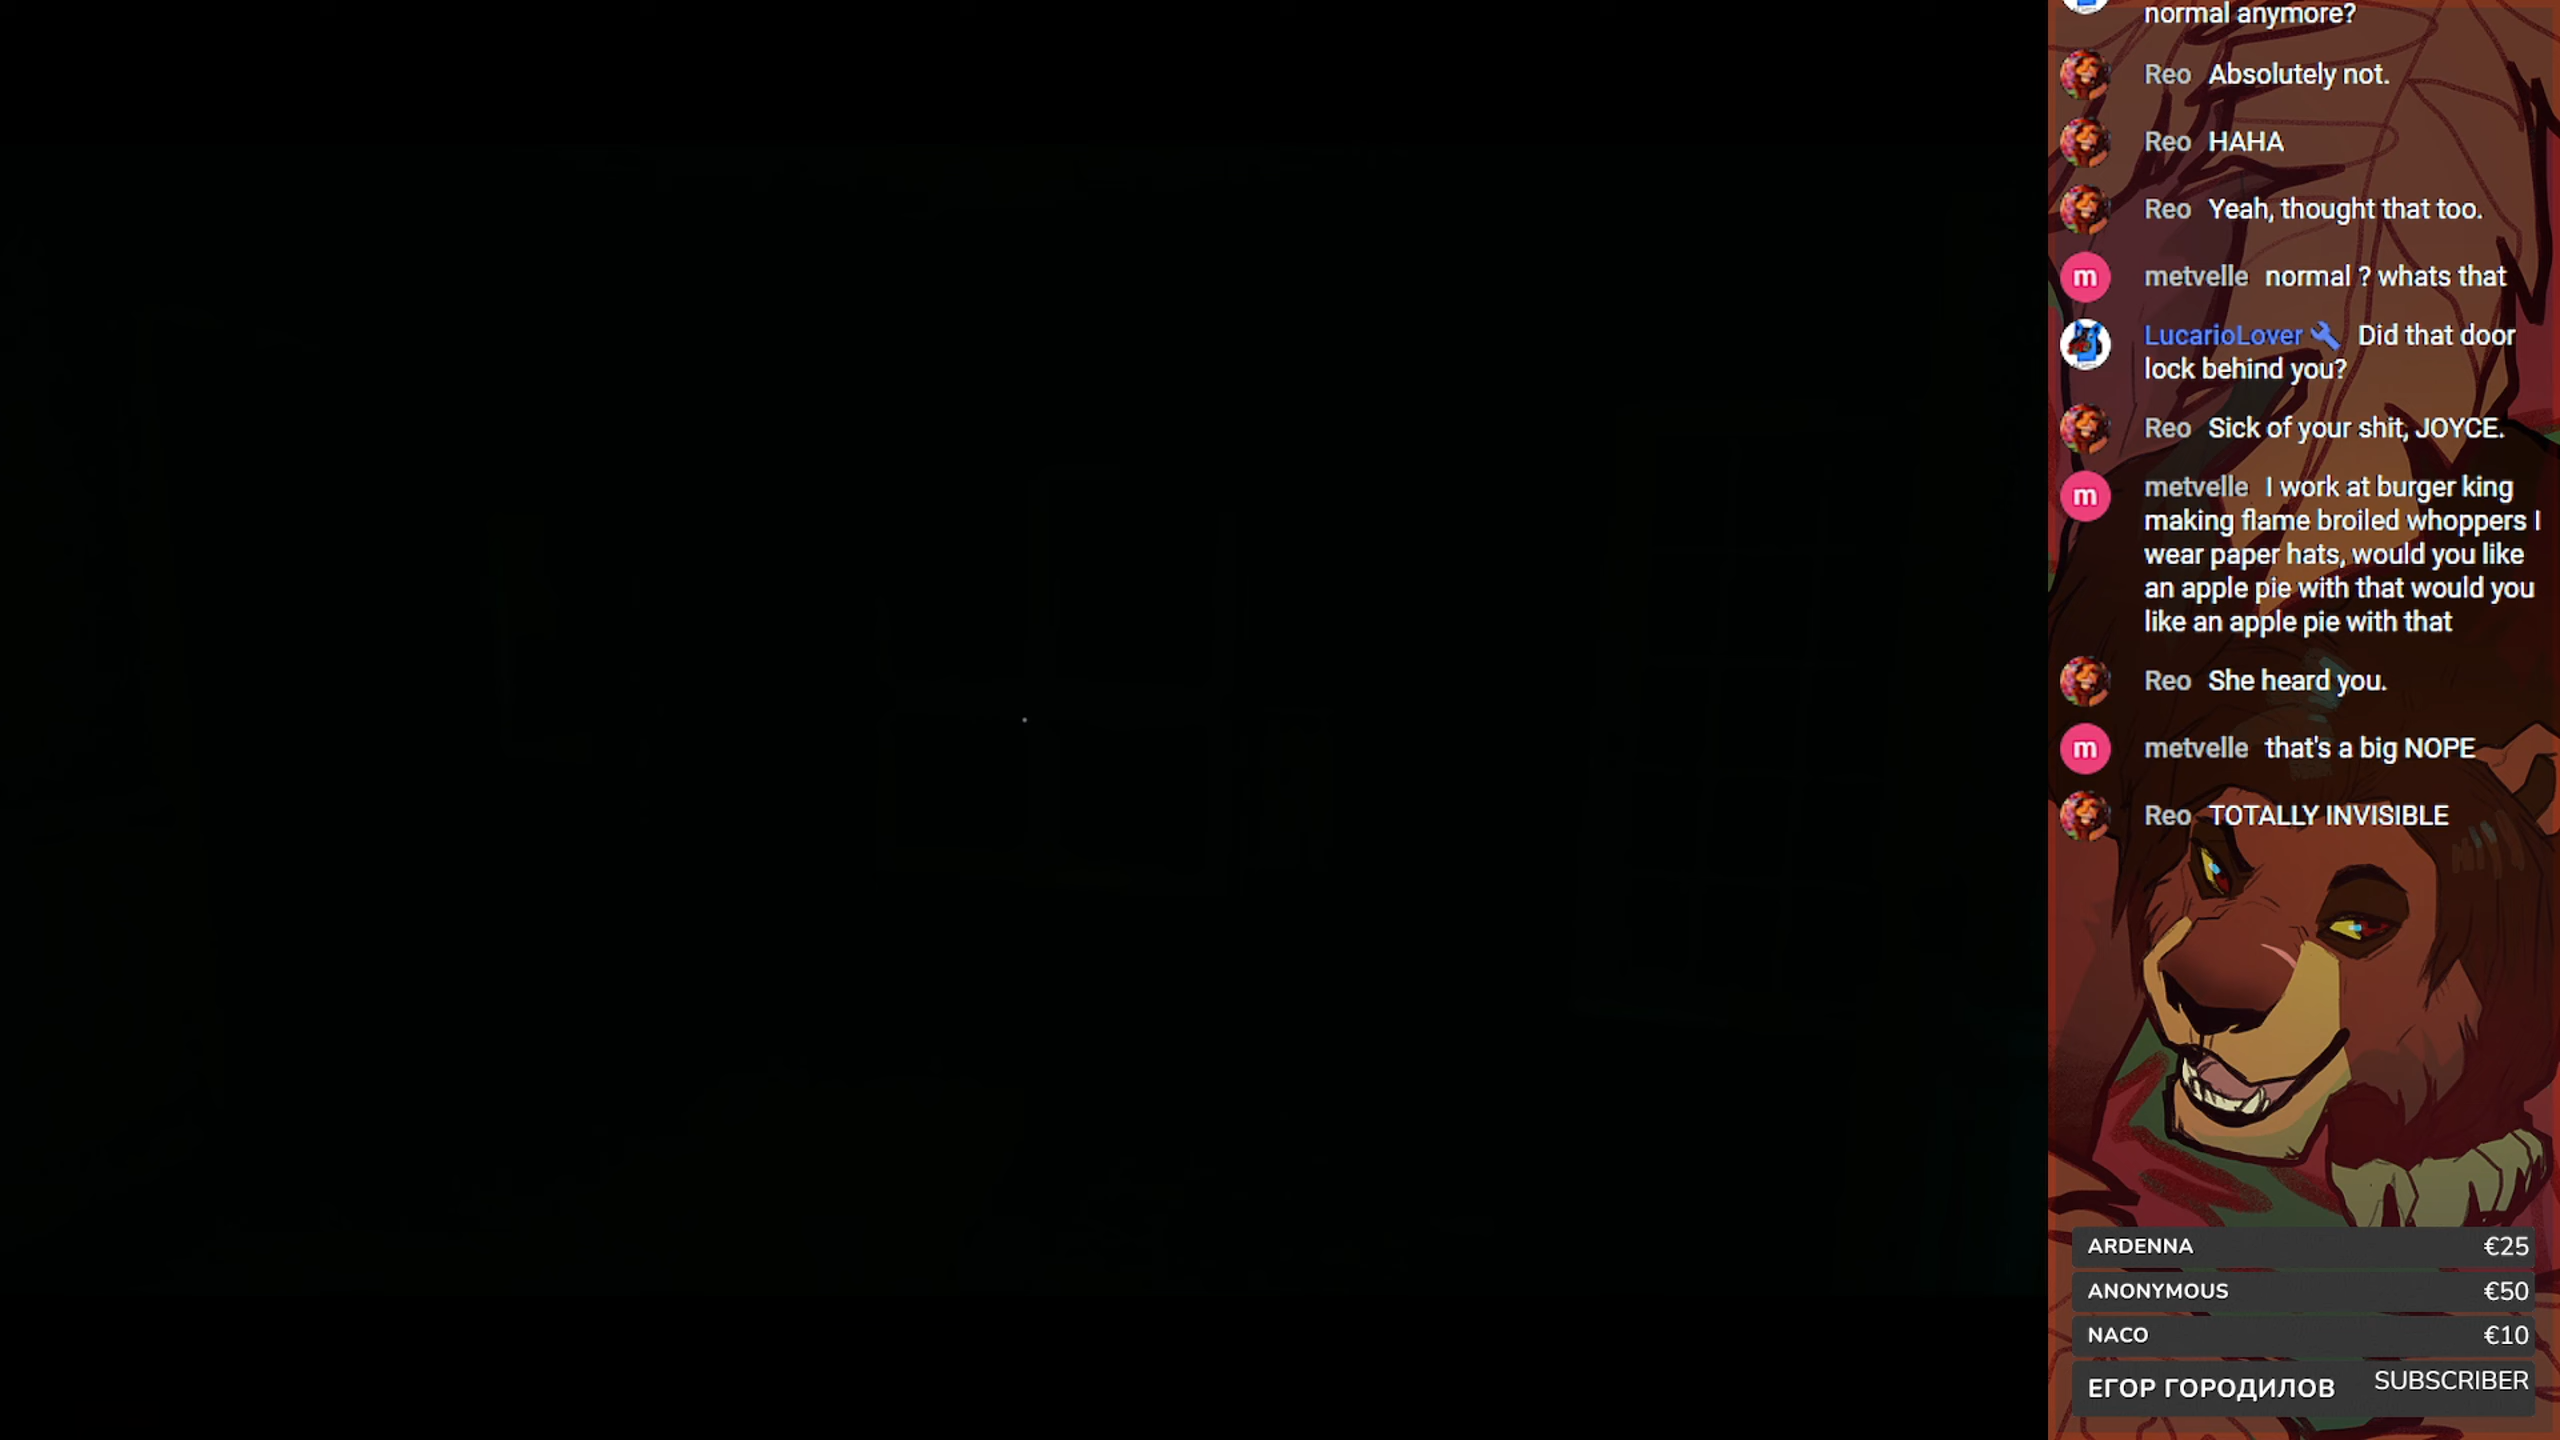 normal anymore?
Reo Absolutely not.
Reo HAHA
Reo Yeah, thought that too.
m
metvelle normal ? whats that
LucarioLover Did that door
lock behind you?
Reo Sick of your shit, JOYCE.
m
metvelle I work at burger king
making flame broiled whoppers I
wear paper hats, would you like
an apple pie with that would you
like an apple pie with that
Reo She heard you.
m
metvelle that's a big NOPE
Reo TOTALLY INVISIBLE
ARDENNA €25
ANONYMOUS €50
NACO €10
ЕГОР ГОРОДИЛОВ SUBSCRIBER